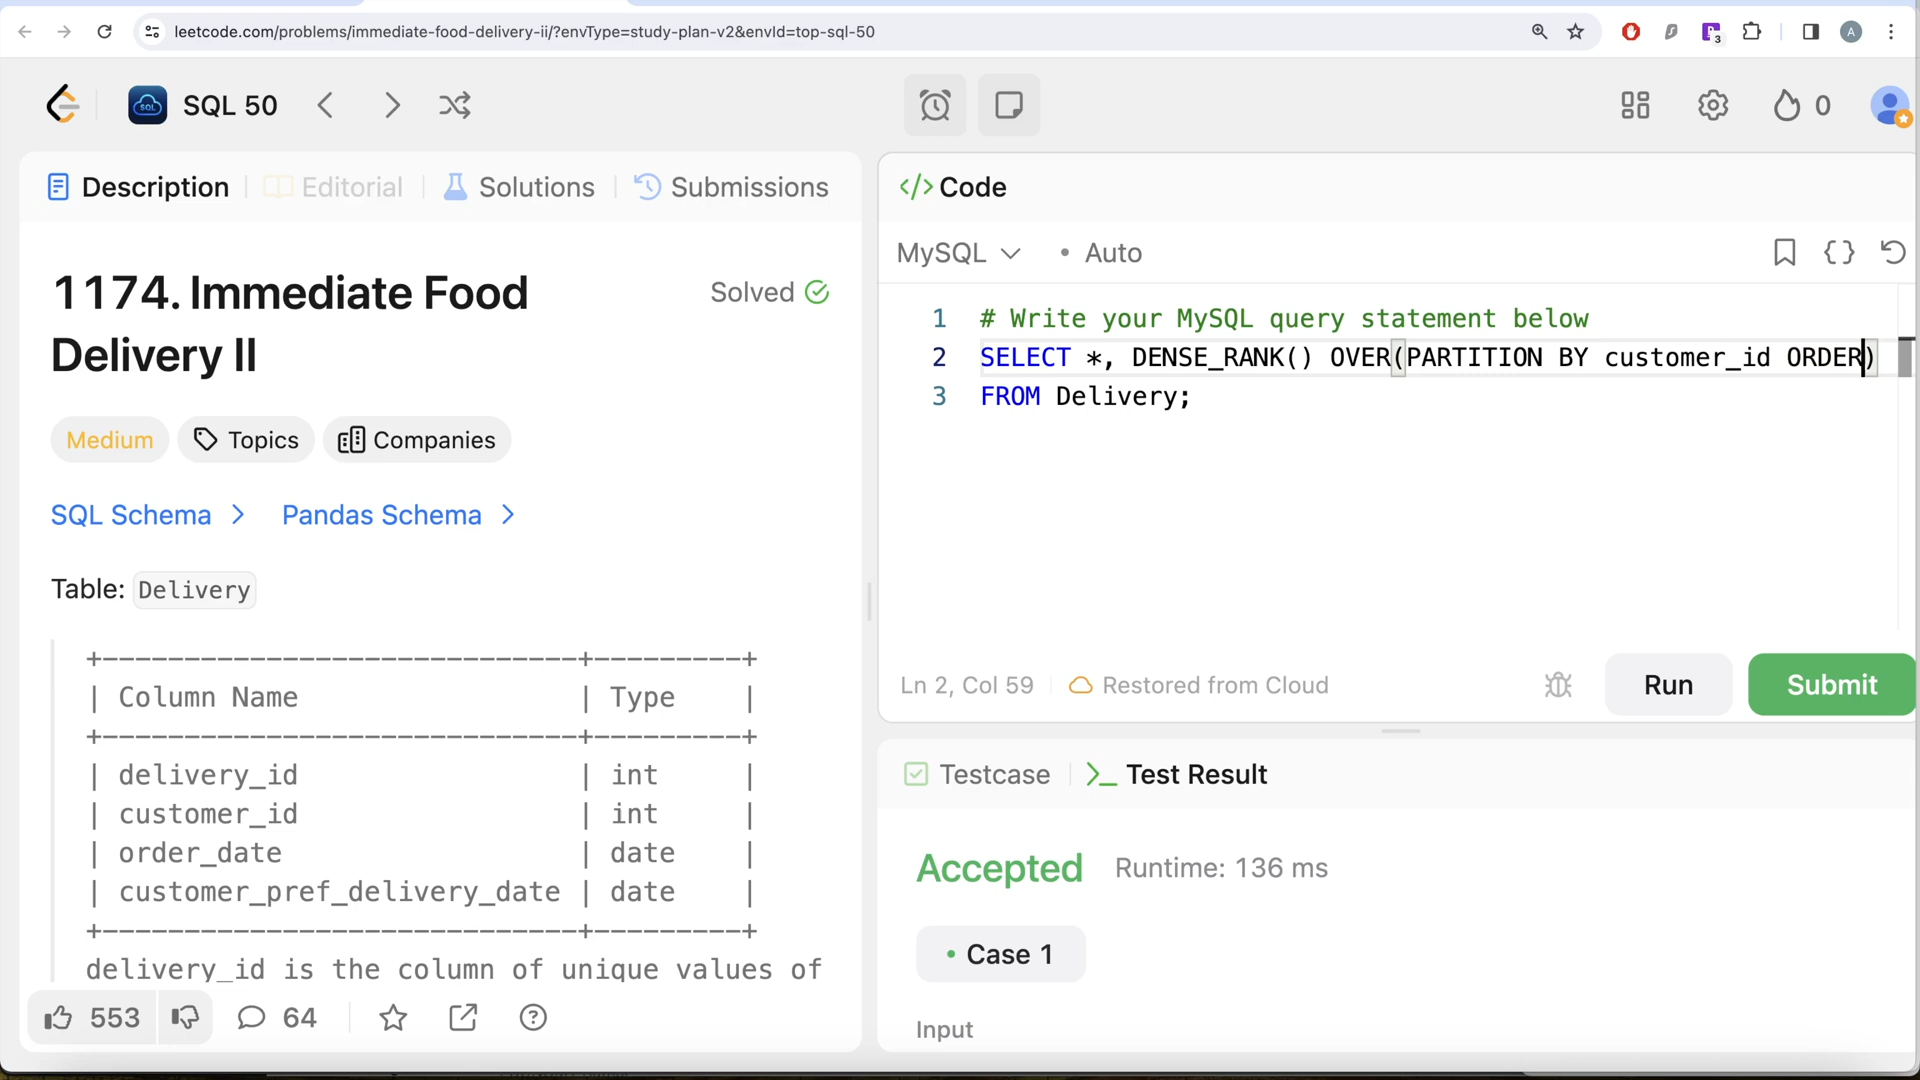 leetcode.com/problems/immediate-food-delivery-ii/?envType=study-plan-v2&envId=top-sql-50
3
A
SQL
SQL 50
0
Description
Editorial
Solutions
Submissions
1174. Immediate Food
Delivery II
Solved
Medium
Topics
Companies
SQL Schema >
Pandas Schema >
Table: Delivery
+-----------------------------+---------+
| Column Name                 | Type    |
+-----------------------------+---------+
| delivery_id                 | int     |
| customer_id                 | int     |
| order_date                  | date    |
| customer_pref_delivery_date | date    |
+-----------------------------+---------+
delivery_id is the column of unique values of
553
64
</> Code
MySQL
• Auto
{}
1 # Write your MySQL query statement below
2 SELECT *, DENSE_RANK() OVER(PARTITION BY customer_id ORDER)
3 FROM Delivery;
Ln 2, Col 59
Restored from Cloud
Run
Submit
Testcase
>_ Test Result
Accepted
Runtime: 136 ms
• Case 1
Input